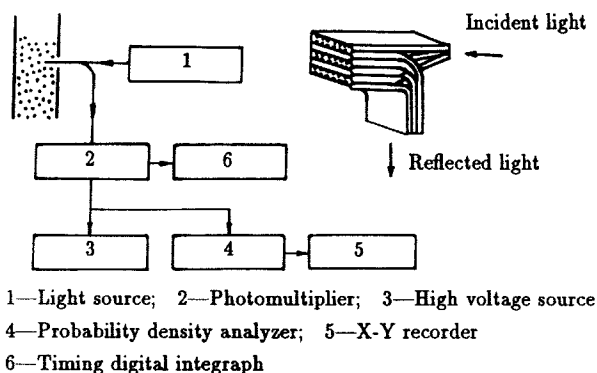 Incident light
1
2
6
Reflected light
3
4
5
1—Light source; 2—Photomultiplier; 3—High voltage source
4—Probability density analyzer; 5—X-Y recorder
6—Timing digital integraph